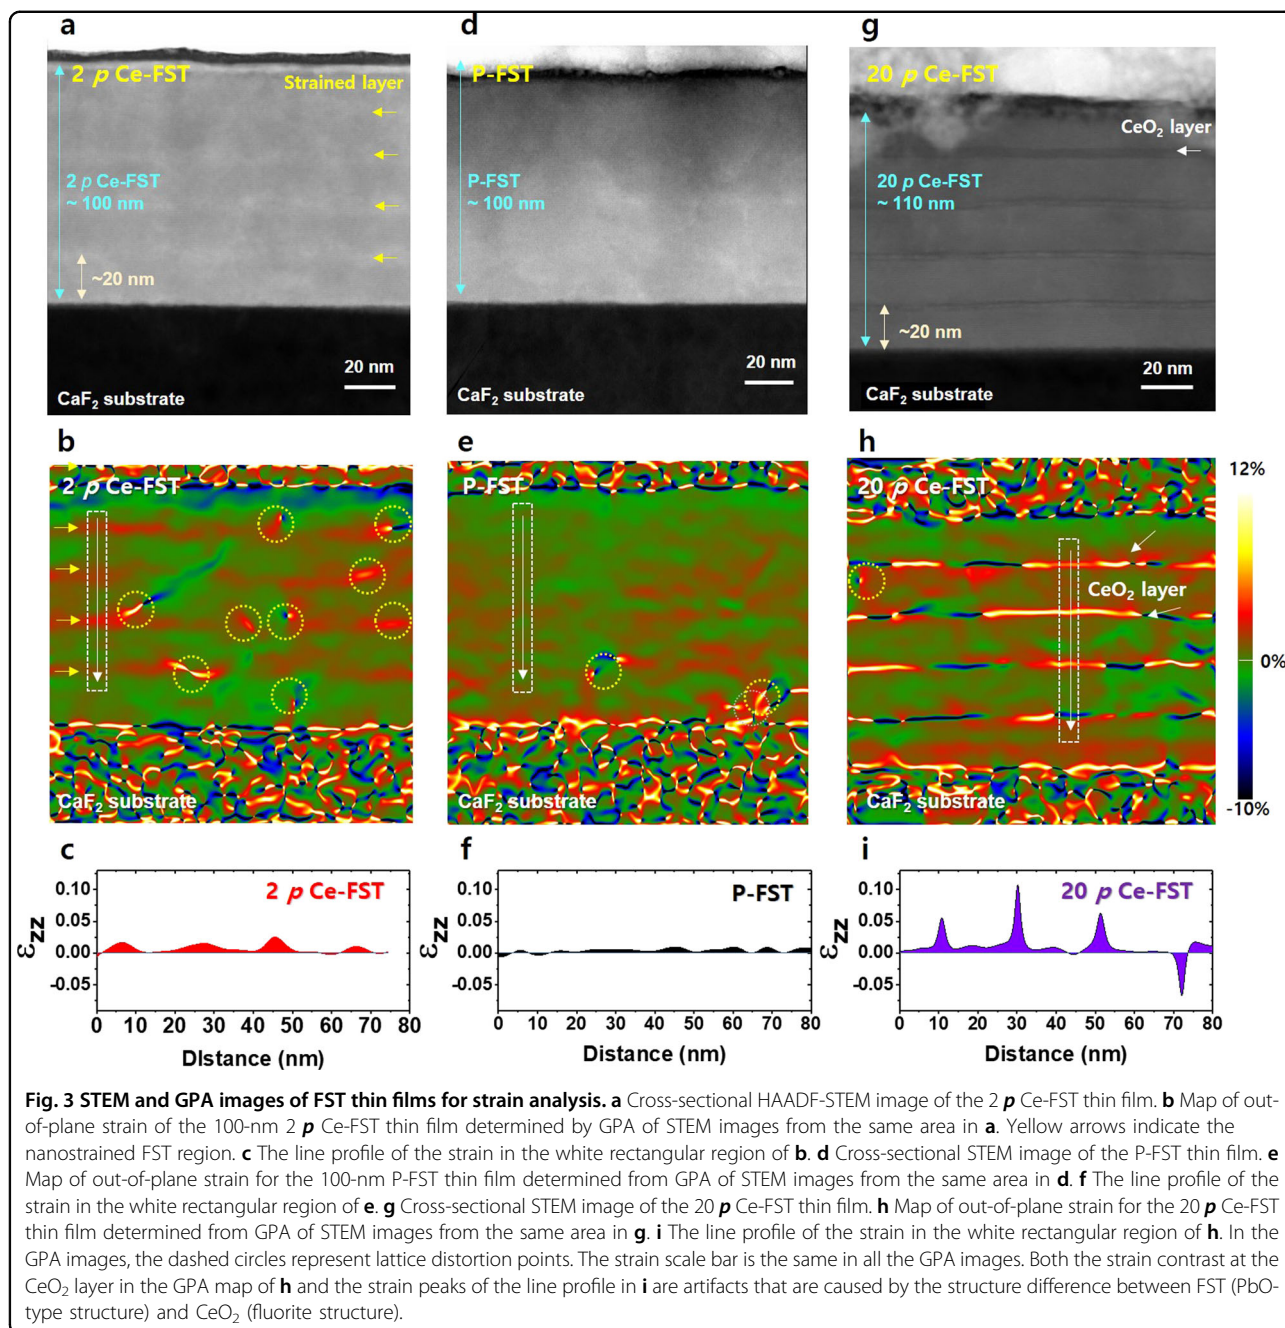 a
2 p Ce-FST
Strained layer
2 p Ce-FST
~ 100 nm
~20 nm
20 nm
CaF₂ substrate
d
P-FST
P-FST
~ 100 nm
20 nm
CaF₂ substrate
g
20 p Ce-FST
CeO₂ layer
20 p Ce-FST
~ 110 nm
~20 nm
20 nm
CaF₂ substrate
b
2 p Ce-FST
CaF₂ substrate
e
P-FST
CaF₂ substrate
h
20 p Ce-FST
CeO₂ layer
CaF₂ substrate
12%
0%
-10%
c
2 p Ce-FST
0.10
0.05
0.00
-0.05
εzz
0 10 20 30 40 50 60 70 80
DIstance (nm)
f
P-FST
0.10
0.05
0.00
-0.05
εzz
0 10 20 30 40 50 60 70 80
Distance (nm)
i
20 p Ce-FST
0.10
0.05
0.00
-0.05
εzz
0 10 20 30 40 50 60 70 80
Distance (nm)
Fig. 3 STEM and GPA images of FST thin films for strain analysis. a Cross-sectional HAADF-STEM image of the 2 p Ce-FST thin film. b Map of out-
of-plane strain of the 100-nm 2 p Ce-FST thin film determined by GPA of STEM images from the same area in a. Yellow arrows indicate the
nanostrained FST region. c The line profile of the strain in the white rectangular region of b. d Cross-sectional STEM image of the P-FST thin film. e
Map of out-of-plane strain for the 100-nm P-FST thin film determined from GPA of STEM images from the same area in d. f The line profile of the
strain in the white rectangular region of e. g Cross-sectional STEM image of the 20 p Ce-FST thin film. h Map of out-of-plane strain for the 20 p Ce-FST
thin film determined from GPA of STEM images from the same area in g. i The line profile of the strain in the white rectangular region of h. In the
GPA images, the dashed circles represent lattice distortion points. The strain scale bar is the same in all the GPA images. Both the strain contrast at the
CeO₂ layer in the GPA map of h and the strain peaks of the line profile in i are artifacts that are caused by the structure difference between FST (PbO-
type structure) and CeO₂ (fluorite structure).